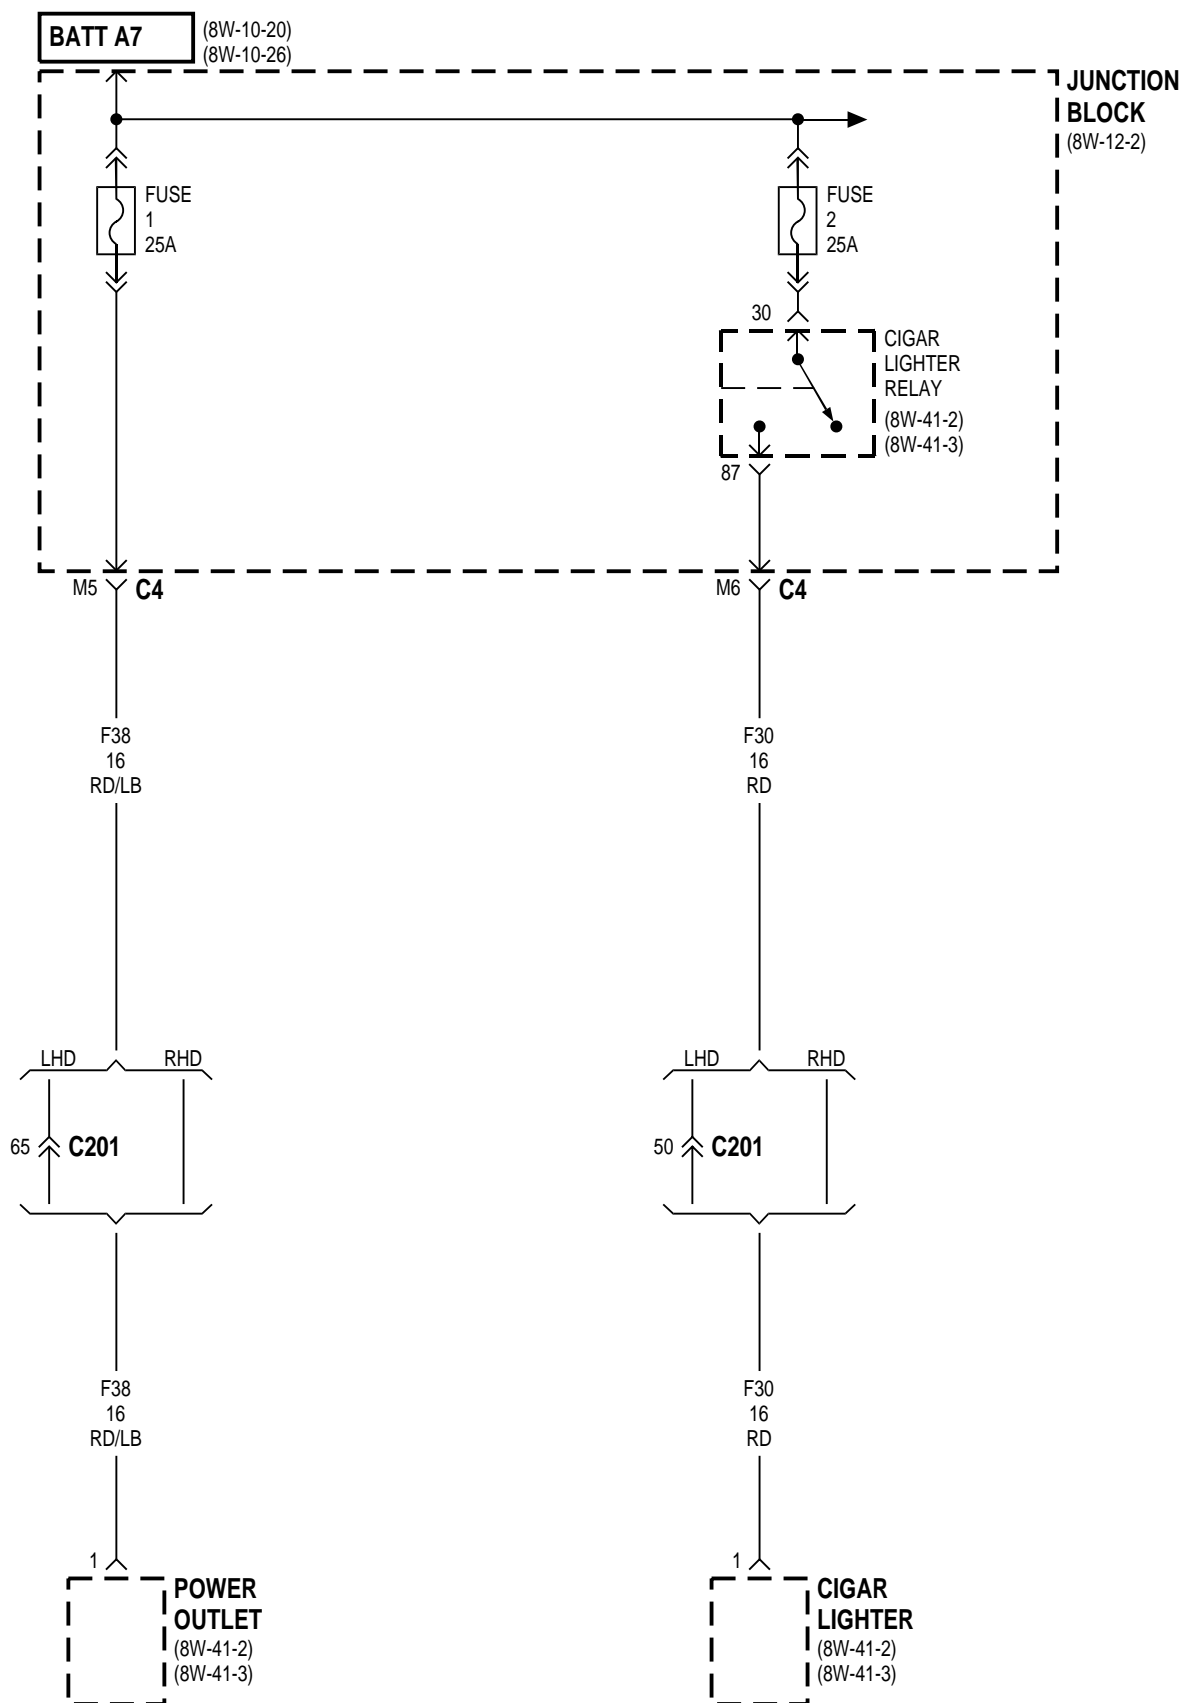 BATT A7
(8W-10-20)
(8W-10-26)
JUNCTION
BLOCK
(8W-12-2)
FUSE
1
25A
FUSE
2
25A
30
CIGAR
LIGHTER
RELAY
(8W-41-2)
(8W-41-3)
87
M5
C4
M6
C4
F38
16
RD/LB
F30
16
RD
LHD
RHD
65
C201
LHD
RHD
50
C201
F38
16
RD/LB
F30
16
RD
1
POWER
OUTLET
(8W-41-2)
(8W-41-3)
1
CIGAR
LIGHTER
(8W-41-2)
(8W-41-3)